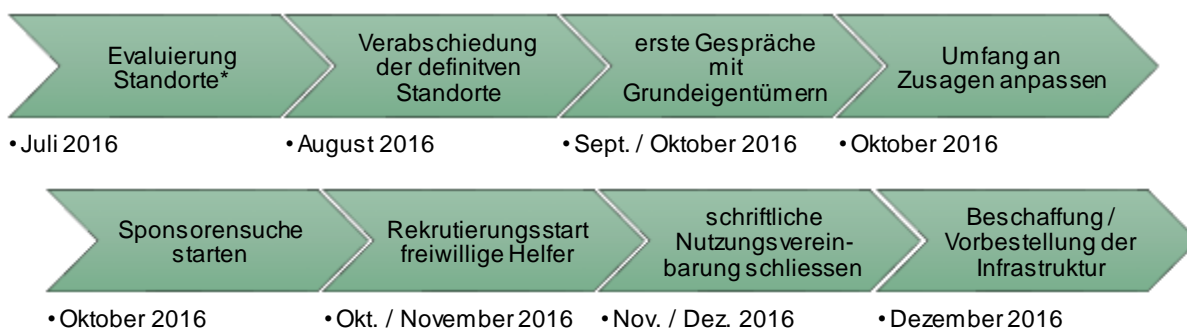 Evaluierung
Standorte*
Verabschiedung
der definitven
Standorte
erste Gespräche
mit
Grundeigentümern
Umfang an
Zusagen anpassen
• Juli 2016
• August 2016
• Sept. / Oktober 2016
• Oktober 2016
Sponsorensuche
starten
Rekrutierungsstart
freiwillige Helfer
schriftliche
Nutzungsverein-
barung schliessen
Beschaffung /
Vorbestellung der
Infrastruktur
• Oktober 2016
• Okt. / November 2016
• Nov. / Dez. 2016
• Dezember 2016